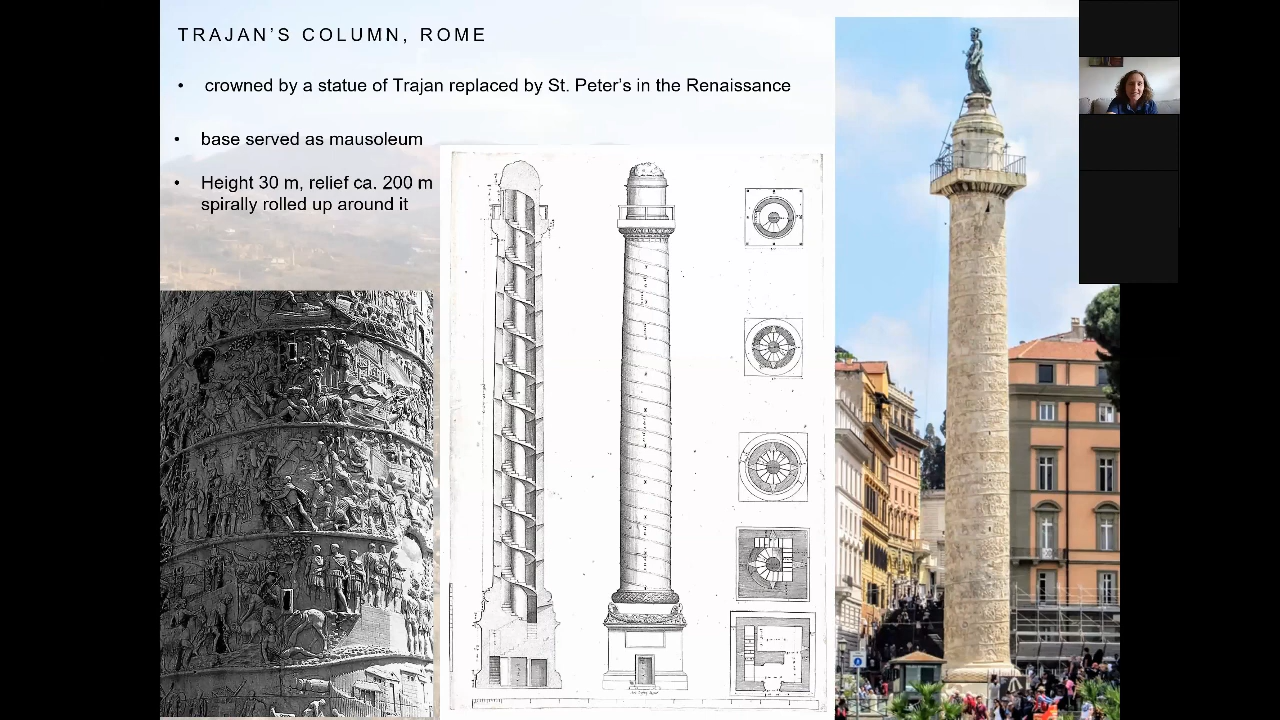 TRAJAN'S COLUMN, ROME
• crowned by a statue of Trajan replaced by St. Peter's in the Renaissance
• base served as mausoleum
• Height 30 m, relief ca. 200 m
spirally rolled up around it